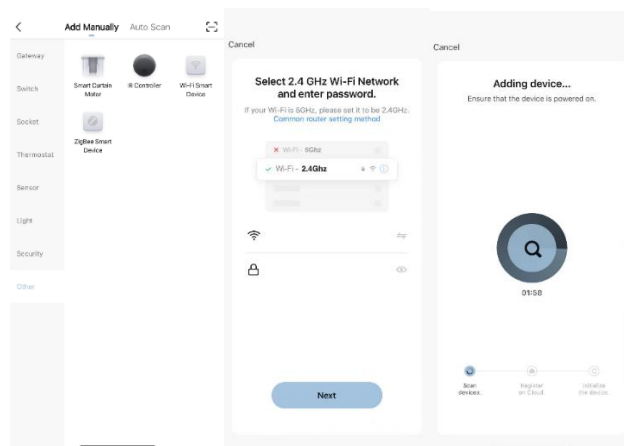 Add Manually Auto Scan
Gateway
Switch
Socket
Thermostat
Sensor
Light
Security
Other
Smart Curtain
Motor
IR Controller
Wi-Fi Smart
Device
ZigBee Smart
Device
Cancel
Select 2.4 GHz Wi-Fi Network
and enter password.
If your Wi-Fi is 5GHz, please set it to be 2.4GHz.
Common router setting method
Wi-Fi - 5Ghz
Wi-Fi - 2.4Ghz
Next
Cancel
Adding device...
Ensure that the device is powered on.
01:58
Scan
devices.
Register
on Cloud.
Initialize
the device.